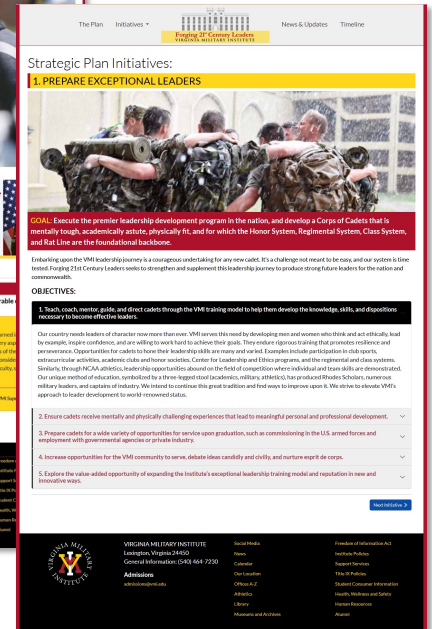 The Plan
Initiatives
Forging 21st Century Leaders
VIRGINIA MILITARY INSTITUTE
News & Updates
Timeline
Strategic Plan Initiatives:
1. PREPARE EXCEPTIONAL LEADERS
GOAL: Execute the premier leadership development program in the nation, and develop a Corps of Cadets that is
mentally tough, academically astute, physically fit, and for which the Honor System, Regimental System, Class System,
and Rat Line are the foundational backbone.
Embarking upon the VMI leadership journey is a courageous undertaking for any new cadet. It's a challenge not meant to be easy, and our system is time
tested. Forging 21st Century Leaders seeks to strengthen and supplement this leadership journey to produce strong future leaders for the nation and
commonwealth.
OBJECTIVES:
1. Teach, coach, mentor, guide, and direct cadets through the VMI training model to help them develop the knowledge, skills, and dispositions
necessary to become effective leaders.
Our country needs leaders of character now more than ever. VMI serves this need by developing men and women who think and act ethically, lead
by example, inspire confidence, and are willing to work hard to achieve their goals. They endure rigorous training that promotes resilience and
perseverance. Opportunities for cadets to hone their leadership skills are many and varied. Examples include participation in club sports,
extracurricular activities, academic clubs and honor societies, Center for Leadership and Ethics programs, and the regimental and class systems.
Similarly, through NCAA athletics, leadership opportunities abound on the field of competition where individual and team skills are demonstrated.
Our unique method of education, symbolized by a three-legged stool (academics, military, athletics), has produced Rhodes Scholars, numerous
military leaders, and captains of industry. We intend to continue this great tradition and find ways to improve upon it. We strive to elevate VMI's
approach to leader development to world-renowned status.
2. Ensure cadets receive mentally and physically challenging experiences that lead to meaningful personal and professional development.
3. Prepare cadets for a wide variety of opportunities for service upon graduation, such as commissioning in the U.S. armed forces and
employment with governmental agencies or private industry.
4. Increase opportunities for the VMI community to serve, debate ideas candidly and civilly, and nurture esprit de corps.
5. Explore the value-added opportunity of expanding the Institute's exceptional leadership training model and reputation in new and
innovative ways.
Next Initiative
VIRGINIA MILITARY
INSTITUTE
VIRGINIA MILITARY INSTITUTE
Lexington, Virginia 24450
General Information: (540) 464-7230
Admissions
admissions@vmi.edu
Social Media
News
Calendar
Our Location
Offices A-Z
Athletics
Library
Museums and Archives
Freedom of Information Act
Institute Policies
Support Services
Title IX Policies
Student Consumer Information
Health, Wellness and Safety
Human Resources
Alumni